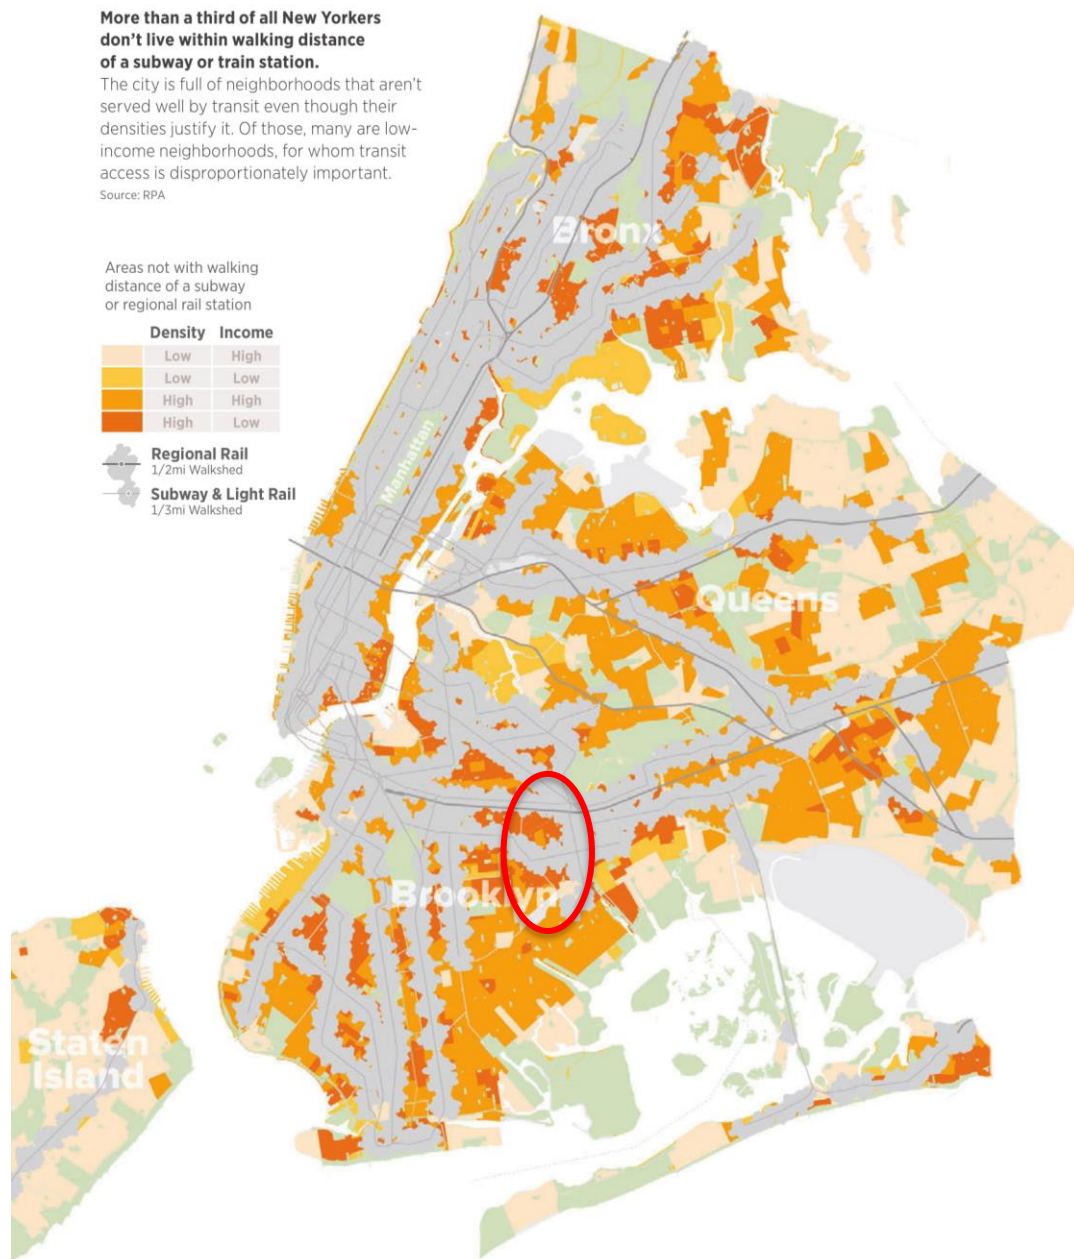 More than a third of all New Yorkers
don't live within walking distance
of a subway or train station.
The city is full of neighborhoods that aren't
served well by transit even though their
densities justify it. Of those, many are low-
income neighborhoods, for whom transit
access is disproportionately important.
Source: RPA
Areas not with walking
distance of a subway
or regional rail station
Density Income
Low High
Low Low
High High
High Low
Regional Rail
1/2mi Walkshed
Subway & Light Rail
1/3mi Walkshed
Bronx
Manhattan
Queens
Brooklyn
Staten
Island